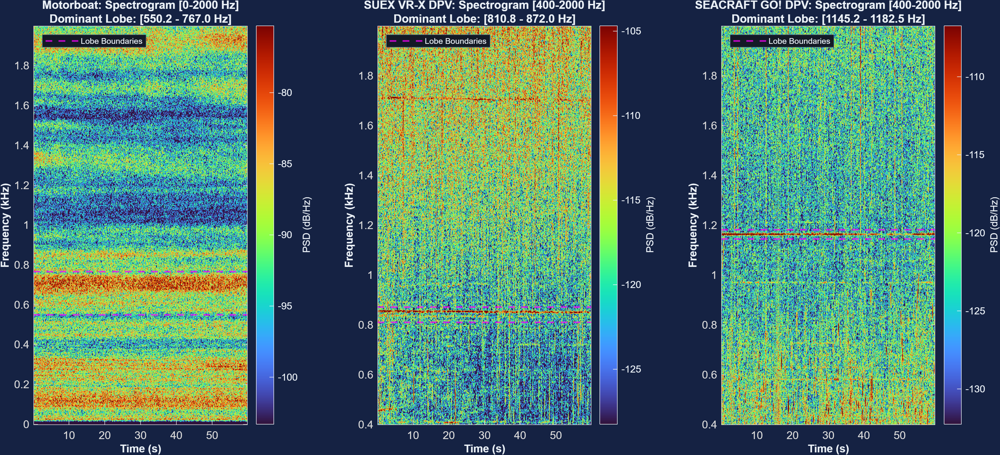 Motorboat: Spectrogram [0-2000 Hz]
Dominant Lobe: [550.2 - 767.0 Hz]
Lobe Boundaries
Frequency (kHz)
1.8
1.6
1.4
1.2
1
0.8
0.6
0.4
0.2
0
10 20 30 40 50
Time (s)
-80
-85
-90
-95
-100
PSD (dB/Hz)
SUEX VR-X DPV: Spectrogram [400-2000 Hz]
Dominant Lobe: [810.8 - 872.0 Hz]
Lobe Boundaries
Frequency (kHz)
1.8
1.6
1.4
1.2
1
0.8
0.6
0.4
10 20 30 40 50
Time (s)
-105
-110
-115
-120
-125
PSD (dB/Hz)
SEACRAFT GO! DPV: Spectrogram [400-2000 Hz]
Dominant Lobe: [1145.2 - 1182.5 Hz]
Lobe Boundaries
Frequency (kHz)
1.8
1.6
1.4
1.2
1
0.8
0.6
0.4
10 20 30 40 50
Time (s)
-110
-115
-120
-125
-130
PSD (dB/Hz)